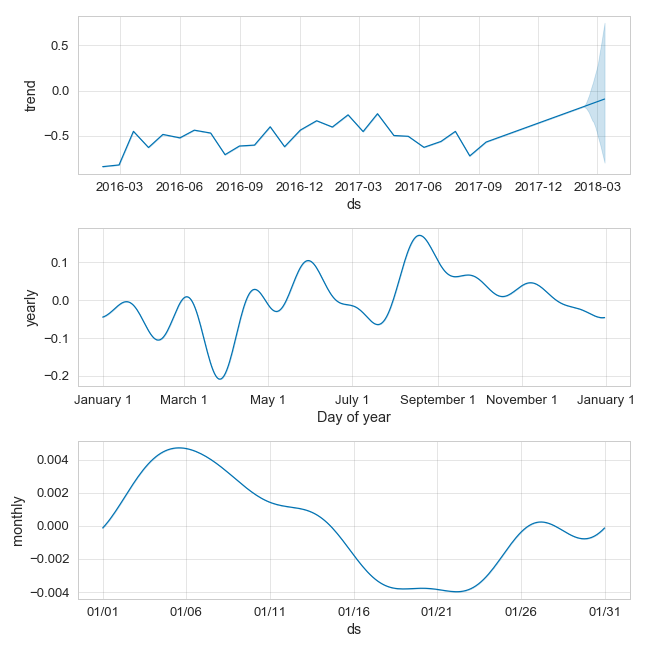 0.5
0.0
−0.5
trend
2016-03 2016-06 2016-09 2016-12 2017-03 2017-06 2017-09 2017-12 2018-03
ds
0.1
0.0
−0.1
−0.2
yearly
January 1 March 1 May 1 July 1 September 1 November 1 January 1
Day of year
0.004
0.002
0.000
−0.002
−0.004
monthly
01/01 01/06 01/11 01/16 01/21 01/26 01/31
ds